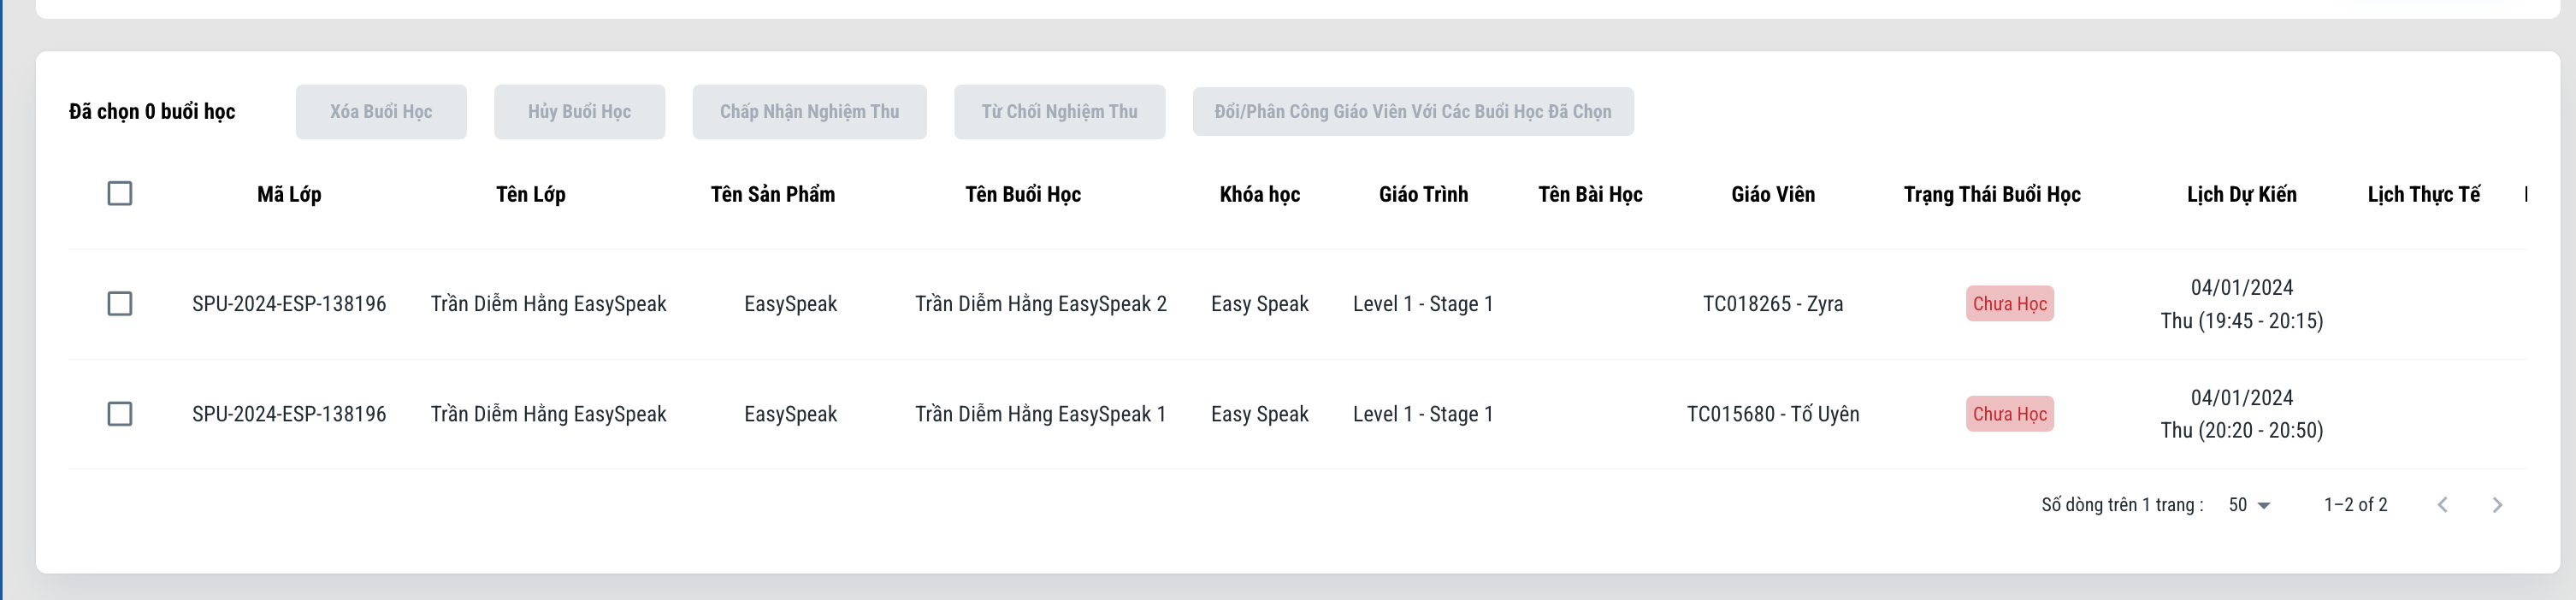 Đã chọn 0 buổi học Xóa Buổi Học Hủy Buổi Học Chấp Nhận Nghiệm Thu Từ Chối Nghiệm Thu Đổi/Phân Công Giáo Viên Với Các Buổi Học Đã Chọn
Mã Lớp Tên Lớp Tên Sản Phẩm Tên Buổi Học Khóa học Giáo Trình Tên Bài Học Giáo Viên Trạng Thái Buổi Học Lịch Dự Kiến Lịch Thực Tế
SPU-2024-ESP-138196 Trần Diễm Hằng EasySpeak EasySpeak Trần Diễm Hằng EasySpeak 2 Easy Speak Level 1 - Stage 1 TC018265 - Zyra Chưa Học 04/01/2024
Thu (19:45 - 20:15)
SPU-2024-ESP-138196 Trần Diễm Hằng EasySpeak EasySpeak Trần Diễm Hằng EasySpeak 1 Easy Speak Level 1 - Stage 1 TC015680 - Tố Uyên Chưa Học 04/01/2024
Thu (20:20 - 20:50)
Số dòng trên 1 trang : 50 1–2 of 2